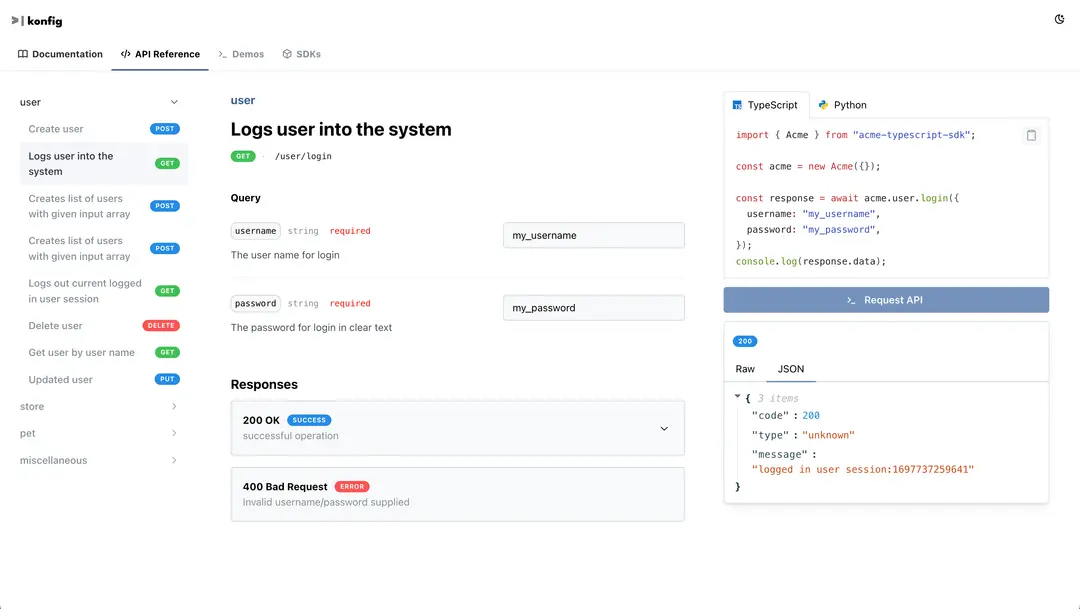 konfig
Documentation
API Reference
Demos
SDKs
user
Create user
POST
Logs user into the
system
GET
Creates list of users
with given input array
POST
Creates list of users
with given input array
POST
Logs out current logged
in user session
GET
Delete user
DELETE
Get user by user name
GET
Updated user
PUT
store
pet
miscellaneous
user
Logs user into the system
GET · /user/login
Query
username string required
my_username
The user name for login
password string required
my_password
The password for login in clear text
Responses
200 OK SUCCESS
successful operation
400 Bad Request ERROR
Invalid username/password supplied
TypeScript
Python
import { Acme } from "acme-typescript-sdk";
const acme = new Acme({});
const response = await acme.user.login({
username: "my_username",
password: "my_password",
});
console.log(response.data);
>_ Request API
200
Raw
JSON
{ 3 items
"code" : 200
"type" : "unknown"
"message" :
"logged in user session:1697737259641"
}